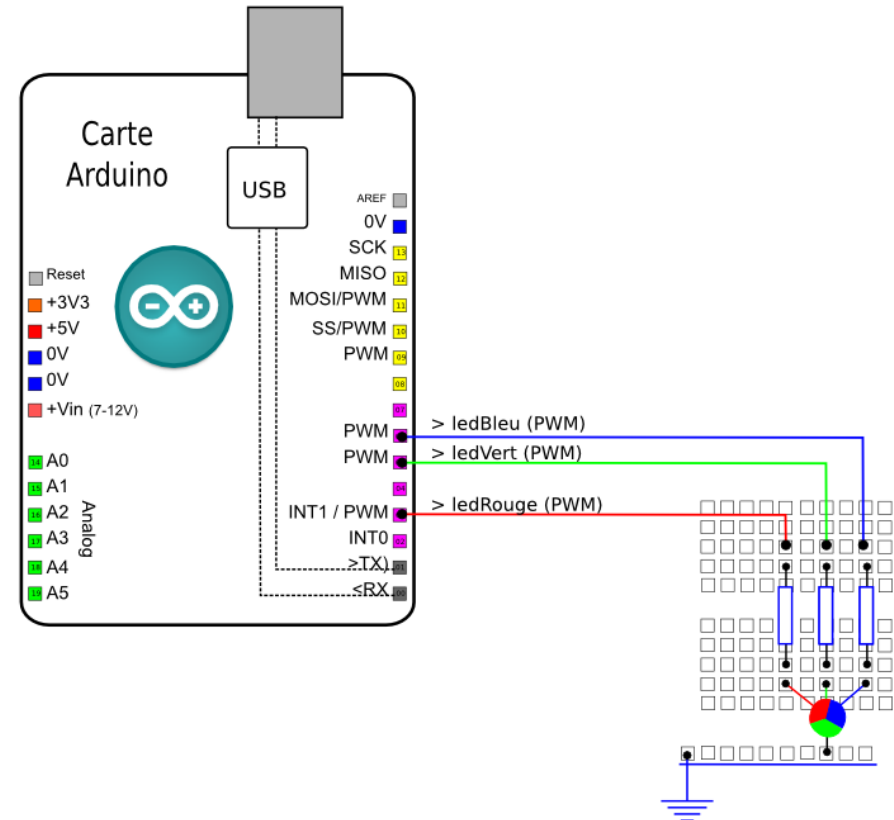 Carte
Arduino
USB
AREF
0V
SCK 13
MISO 12
MOSI/PWM 11
SS/PWM 10
PWM 09
08
07
PWM
PWM
04
INT1 / PWM
INT0 02
>TX) 01
<RX 00
Reset
+3V3
+5V
0V
0V
+Vin (7-12V)
14 A0
15 A1
16 A2
17 A3
18 A4
19 A5
Analog
> ledBleu (PWM)
> ledVert (PWM)
> ledRouge (PWM)